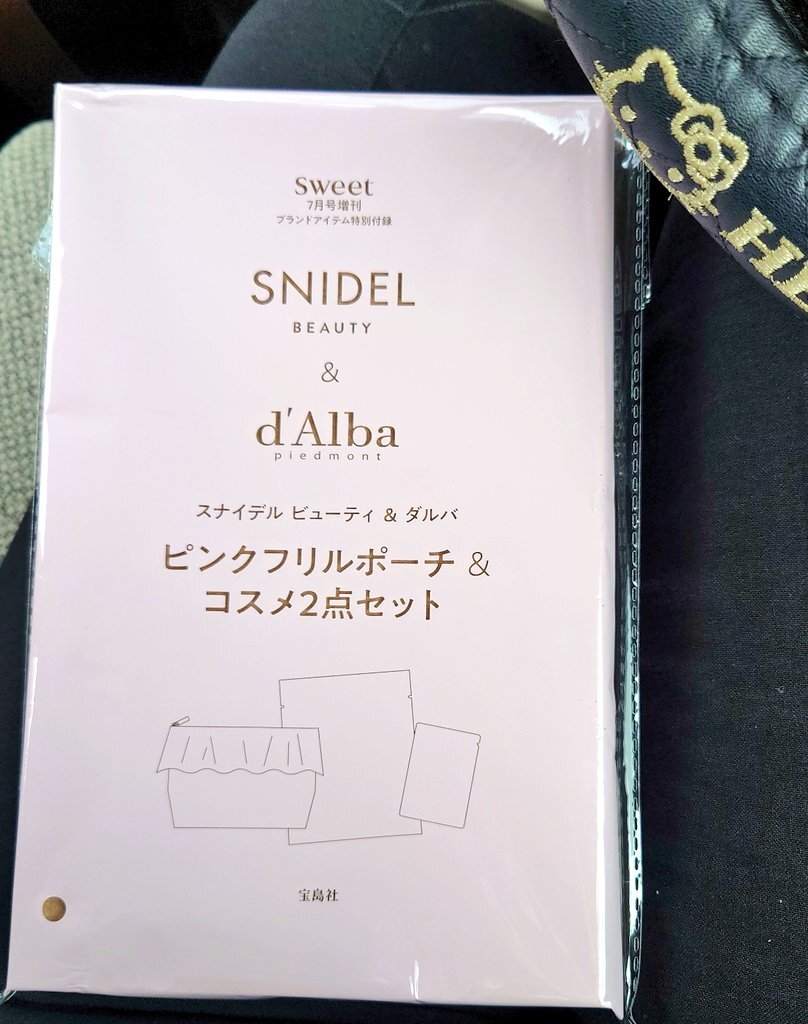 sweet
7月号増刊
ブランドアイテム特別付録
SNIDEL
BEAUTY
&
d'Alba
piedmont
スナイデル ビューティ & ダルバ
ピンクフリルポーチ &
コスメ2点セット
宝島社